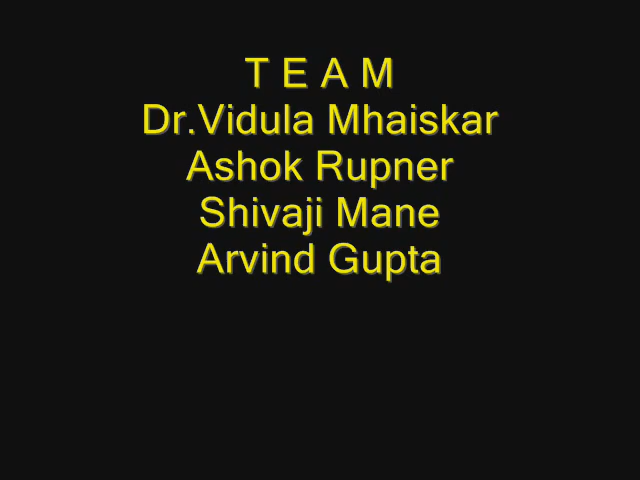 T E A M
Dr.Vidula Mhaiskar
Ashok Rupner
Shivaji Mane
Arvind Gupta